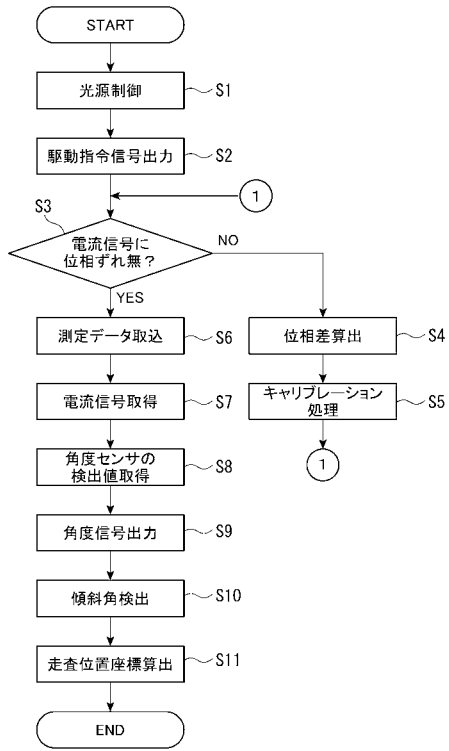 START
光源制御
S1
駆動指令信号出力
S2
1
S3
電流信号に
位相ずれ無？
NO
YES
測定データ取込
S6
位相差算出
S4
電流信号取得
S7
キャリブレーション
処理
S5
角度センサの
検出値取得
S8
1
角度信号出力
S9
傾斜角検出
S10
走査位置座標算出
S11
END